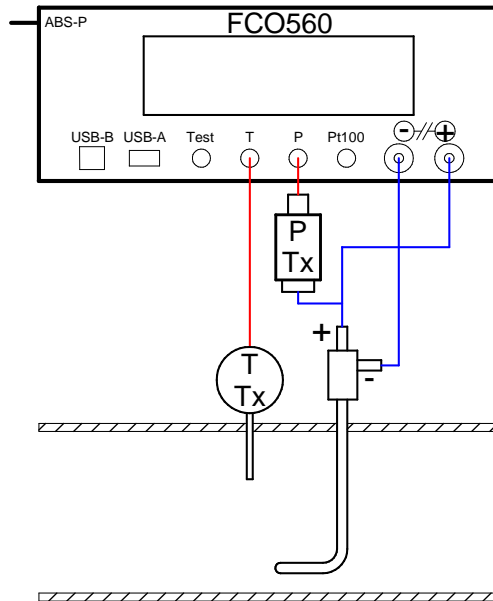 FCO560
ABS-P
- +
USB-B USB-A Test T P Pt100
P
Tx
+
-
T
Tx